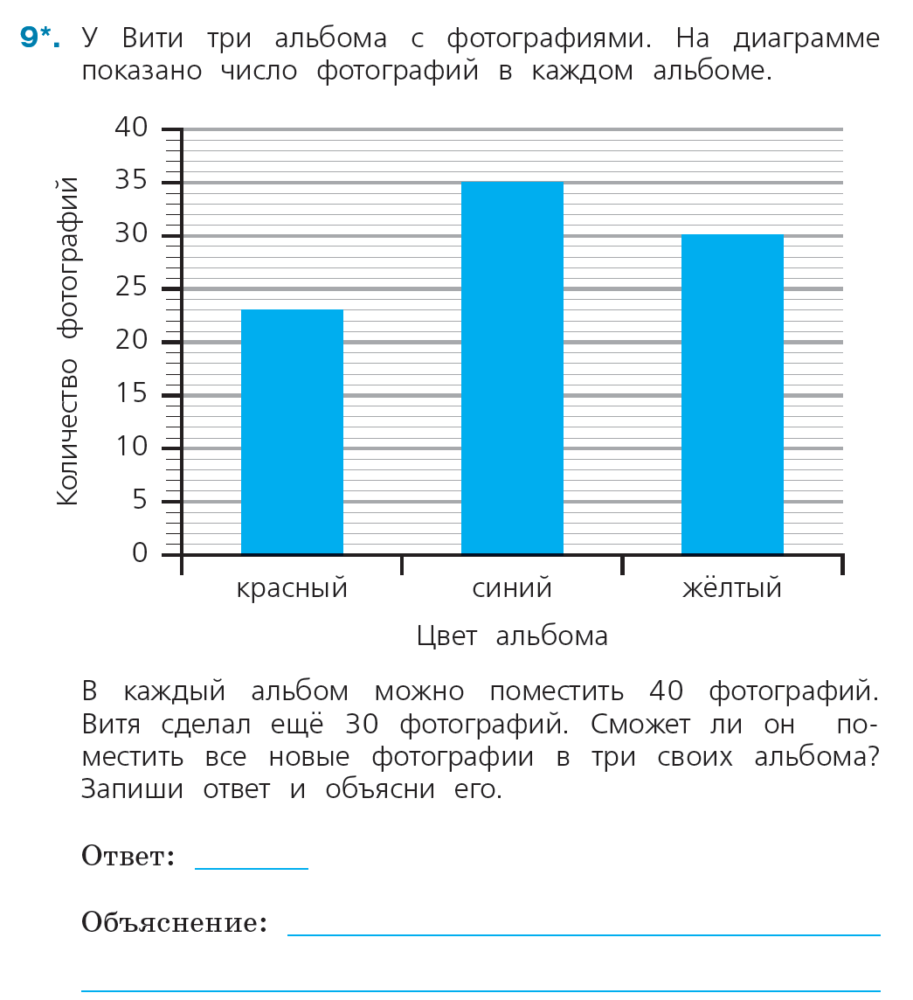 9*. У Вити три альбома с фотографиями. На диаграмме
показано число фотографий в каждом альбоме.
40
35
30
25
20
15
10
5
0
Количество фотографий
красный синий жёлтый
Цвет альбома
В каждый альбом можно поместить 40 фотографий.
Витя сделал ещё 30 фотографий. Сможет ли он по-
местить все новые фотографии в три своих альбома?
Запиши ответ и объясни его.
Ответ:
Объяснение: